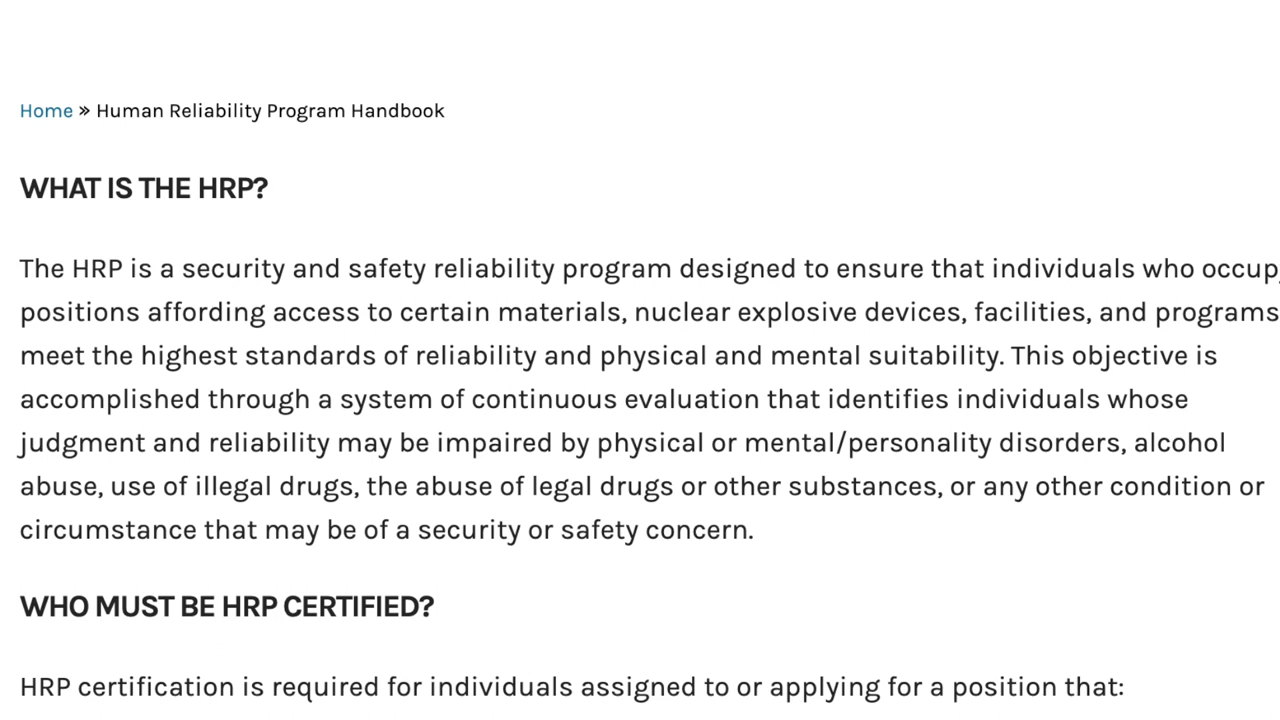 Home » Human Reliability Program Handbook
WHAT IS THE HRP?
The HRP is a security and safety reliability program designed to ensure that individuals who occup
positions affording access to certain materials, nuclear explosive devices, facilities, and programs
meet the highest standards of reliability and physical and mental suitability. This objective is
accomplished through a system of continuous evaluation that identifies individuals whose
judgment and reliability may be impaired by physical or mental/personality disorders, alcohol
abuse, use of illegal drugs, the abuse of legal drugs or other substances, or any other condition or
circumstance that may be of a security or safety concern.
WHO MUST BE HRP CERTIFIED?
HRP certification is required for individuals assigned to or applying for a position that: